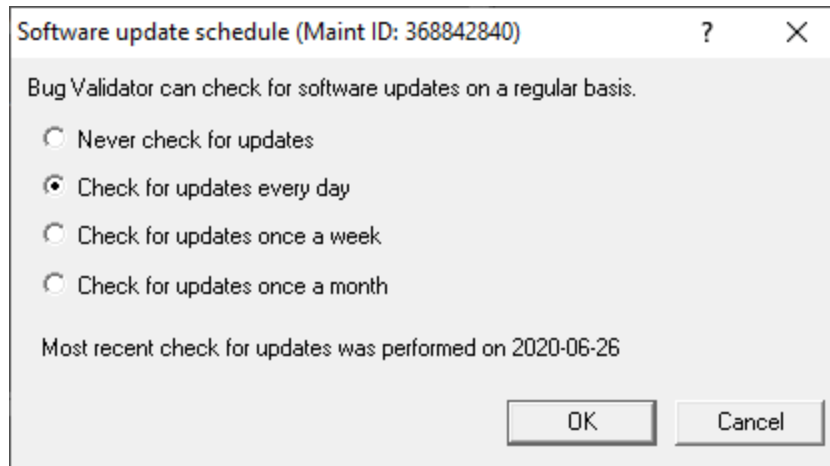 Software update schedule (Maint ID: 368842840)
?
Bug Validator can check for software updates on a regular basis.
Never check for updates
Check for updates every day
Check for updates once a week
Check for updates once a month
Most recent check for updates was performed on 2020-06-26
OK
Cancel